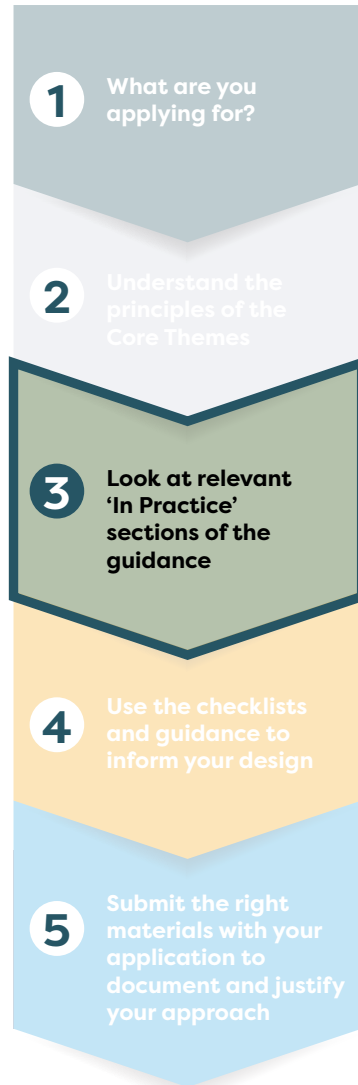 1
What are you
applying for?
2
Understand the
principles of the
Core Themes
3
Look at relevant
‘In Practice’
sections of the
guidance
4
Use the checklists
and guidance to
inform your design
5
Submit the right
materials with your
application to
document and justify
your approach